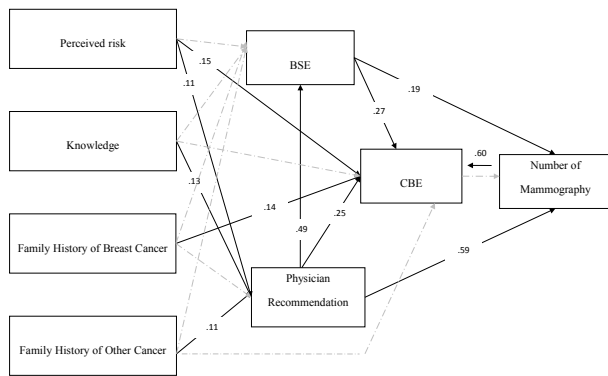 Perceived risk
BSE
.15
.11
.19
.27
Knowledge
.60
Number of
Mammography
CBE
.13
.14
.25
Family History of Breast Cancer
.49
.59
Physician
Recommendation
.11
Family History of Other Cancer